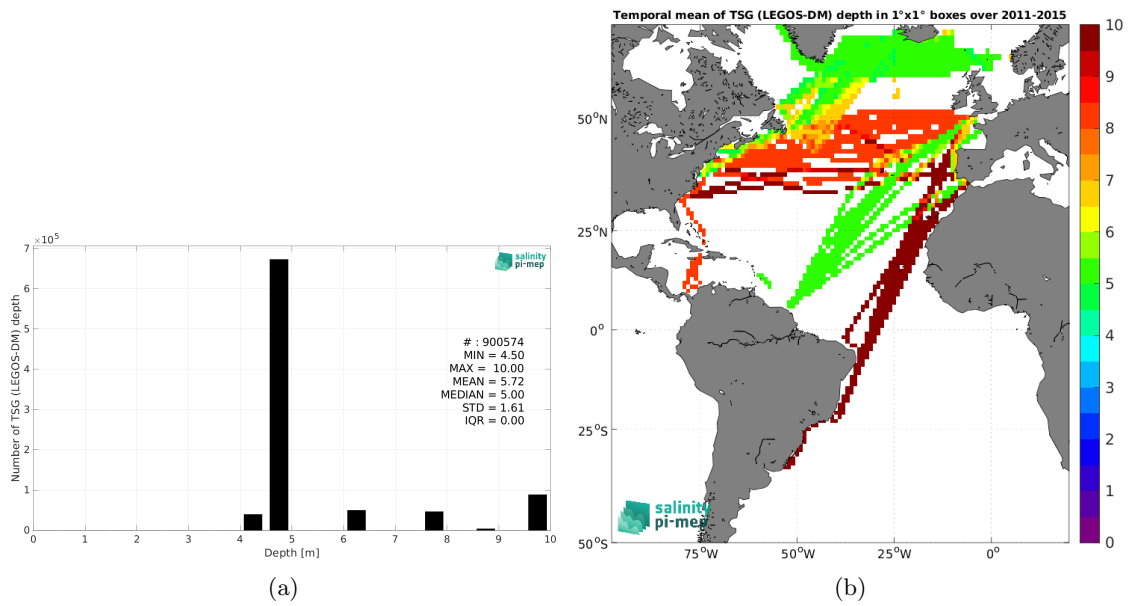 ×10⁵
7
6
5
4
3
2
1
0
Number of TSG (LEGOS-DM) depth
salinity
pi-mep
# : 900574
MIN = 4.50
MAX = 10.00
MEAN = 5.72
MEDIAN = 5.00
STD = 1.61
IQR = 0.00
0 1 2 3 4 5 6 7 8 9 10
Depth [m]
(a)
Temporal mean of TSG (LEGOS-DM) depth in 1°x1° boxes over 2011-2015
50°N
25°N
0°
25°S
50°S
75°W 50°W 25°W 0°
salinity
pi-mep
10
9
8
7
6
5
4
3
2
1
0
(b)